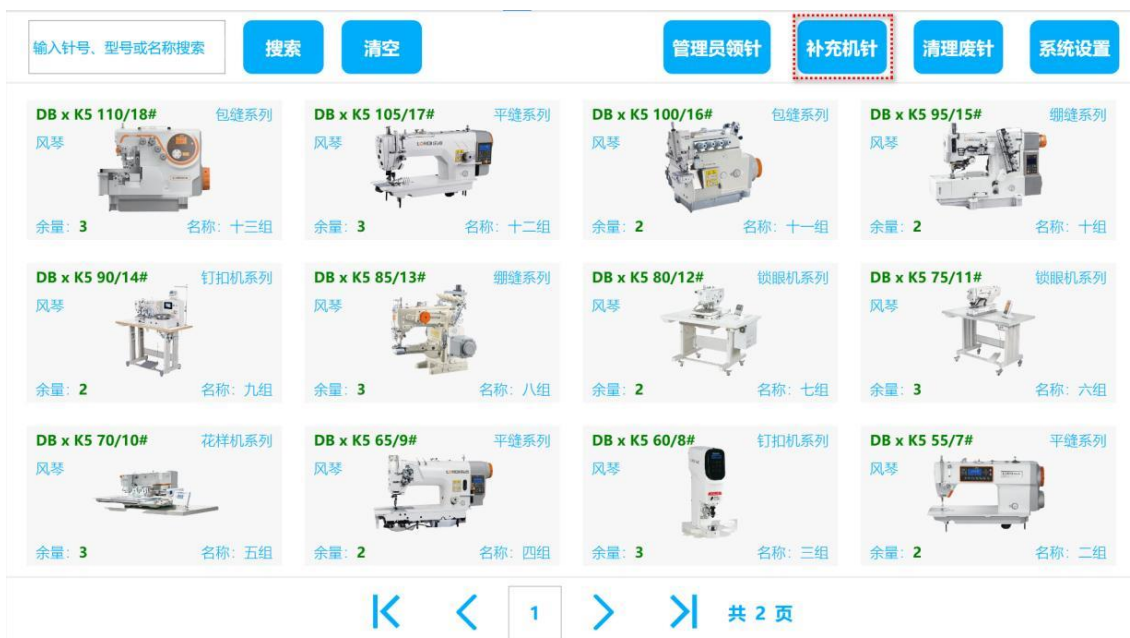 输入针号、型号或名称搜索 搜索 清空 管理员领针 补充机针 清理废针 系统设置
DB x K5 110/18# 包缝系列 DB x K5 105/17# 平缝系列 DB x K5 100/16# 包缝系列 DB x K5 95/15# 绷缝系列
风琴 风琴 风琴 风琴
余量: 3 名称: 十三组 余量: 3 名称: 十二组 余量: 2 名称: 十一组 余量: 2 名称: 十组
DB x K5 90/14# 钉扣机系列 DB x K5 85/13# 绷缝系列 DB x K5 80/12# 锁眼机系列 DB x K5 75/11# 锁眼机系列
风琴 风琴 风琴 风琴
余量: 2 名称: 九组 余量: 3 名称: 八组 余量: 2 名称: 七组 余量: 3 名称: 六组
DB x K5 70/10# 花样机系列 DB x K5 65/9# 平缝系列 DB x K5 60/8# 钉扣机系列 DB x K5 55/7# 平缝系列
风琴 风琴 风琴 风琴
余量: 3 名称: 五组 余量: 2 名称: 四组 余量: 3 名称: 三组 余量: 2 名称: 二组
1 共 2 页